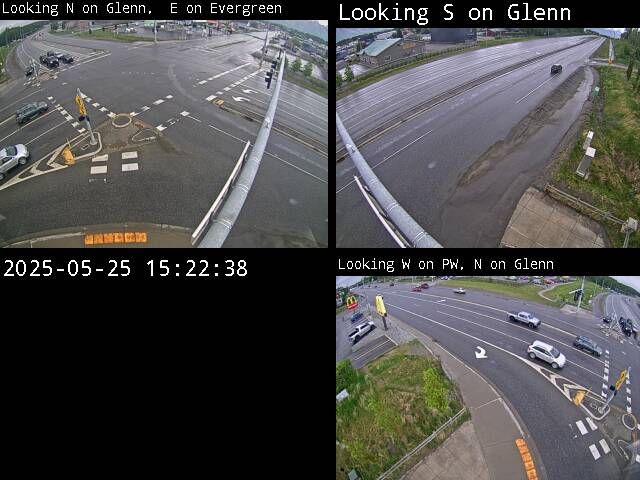 Looking N on Glenn,  E on Evergreen
Looking S on Glenn
2025-05-25 15:22:38
Looking W on PW, N on Glenn